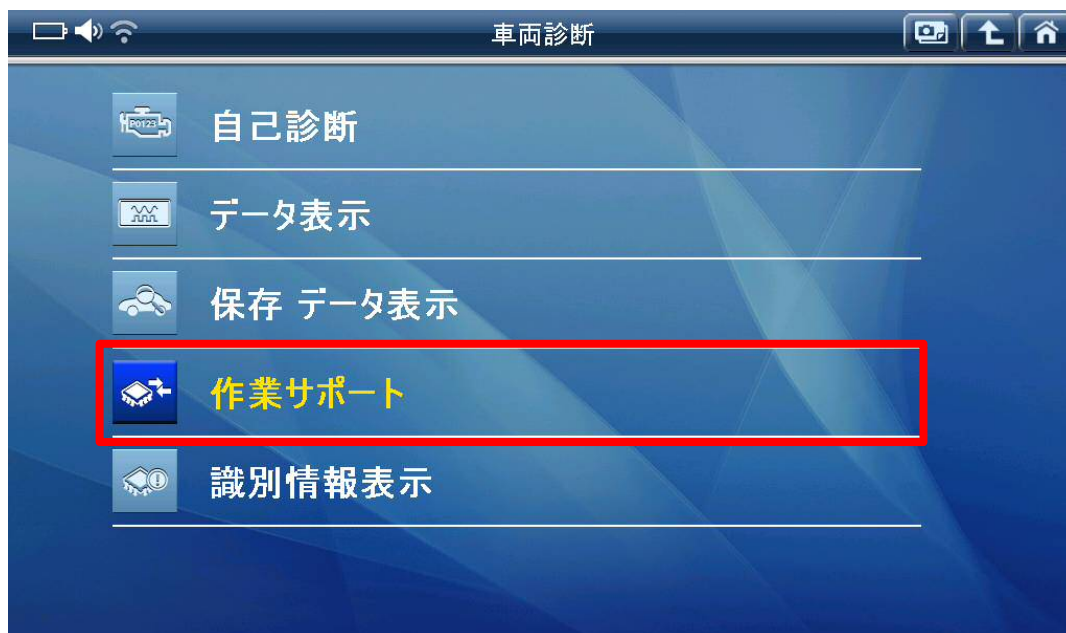 車両診断
P0123
自己診断
データ表示
保存 データ表示
作業サポート
識別情報表示